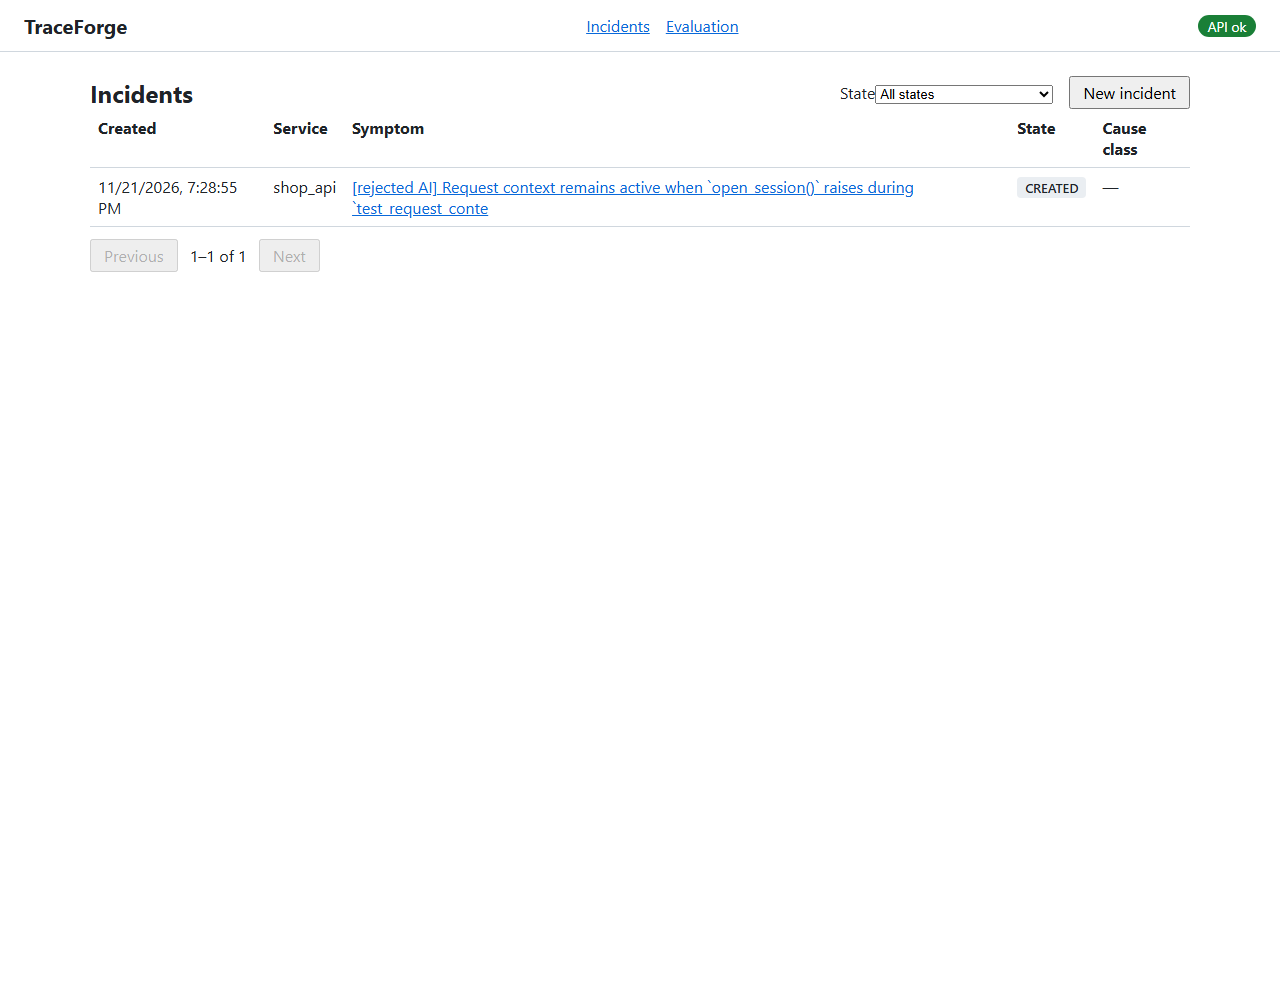 TraceForge
Incidents
Evaluation
API ok
Incidents
State
All states
New incident
Created
Service
Symptom
State
Cause
class
11/21/2026, 7:28:55
PM
shop_api
[rejected AI] Request context remains active when `open_session()` raises during
`test_request_conte
CREATED
—
Previous
1–1 of 1
Next